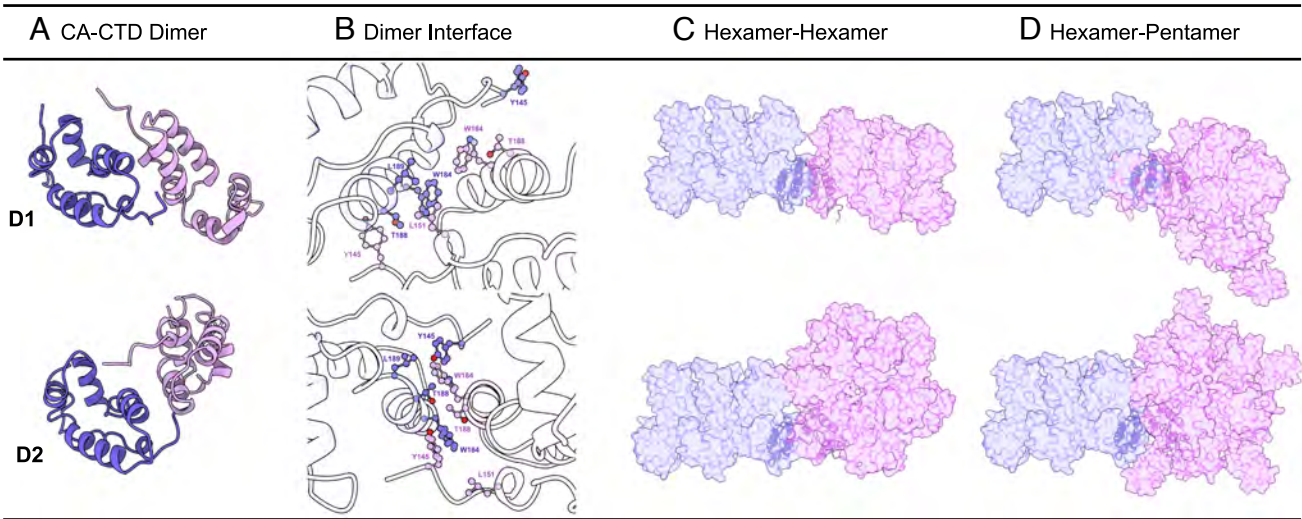 A CA-CTD Dimer B Dimer Interface C Hexamer-Hexamer D Hexamer-Pentamer
D1
Y145
W184
T188
L189
W184
L151
T188
Y145
D2
Y145
L189
W184
T188
T188
W184
Y145
L151